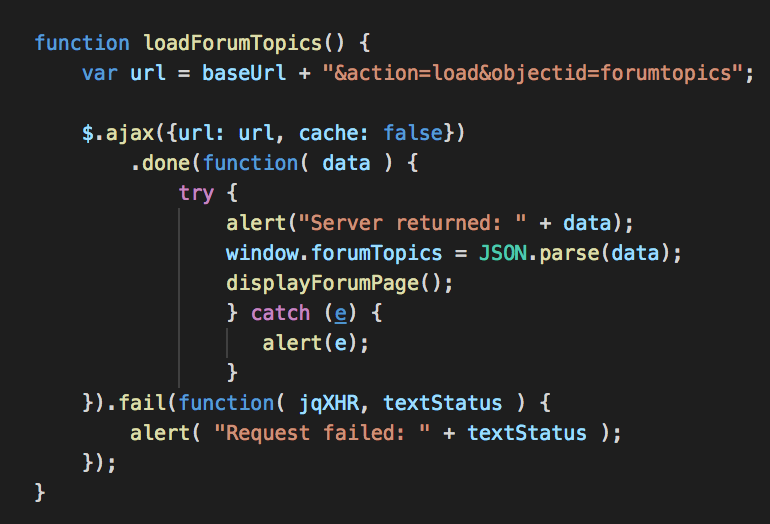 function loadForumTopics() {
    var url = baseUrl + "&action=load&objectid=forumtopics";

    $.ajax({url: url, cache: false})
        .done(function( data ) {
            try {
                alert("Server returned: " + data);
                window.forumTopics = JSON.parse(data);
                displayForumPage();
                } catch (e) {
                   alert(e);
                }
    }).fail(function( jqXHR, textStatus ) {
        alert( "Request failed: " + textStatus );
    });
}